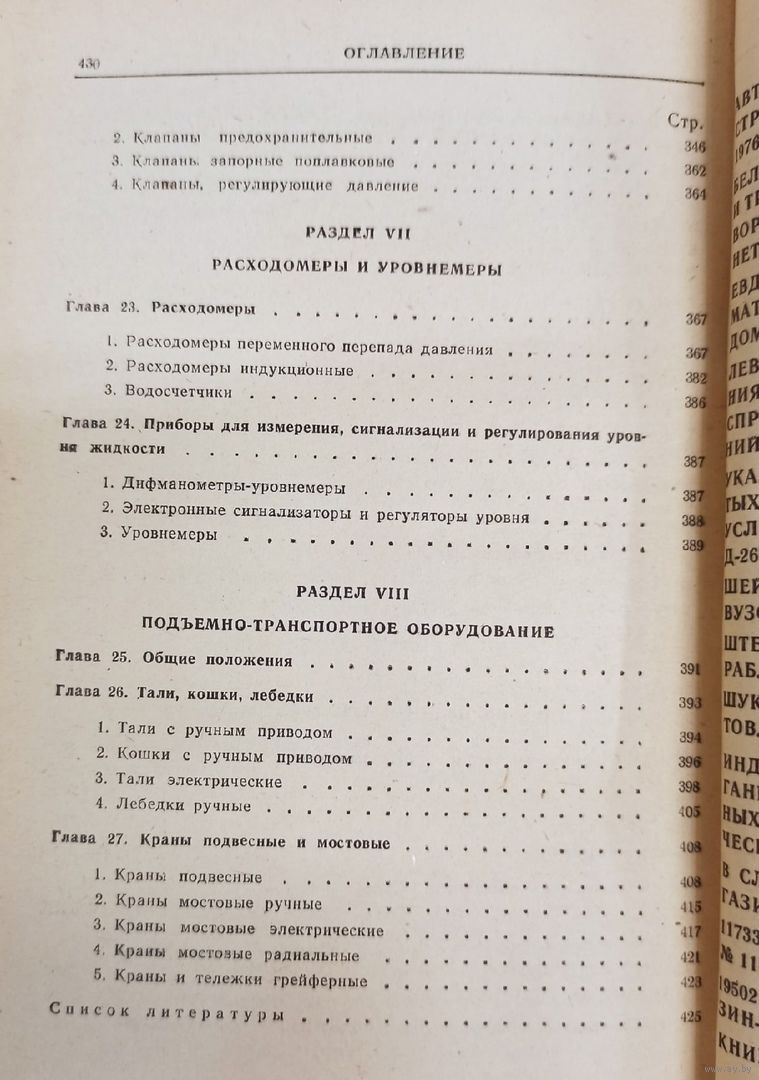 430 ОГЛАВЛЕНИЕ
Стр.
2. Клапаны предохранительные 346
3. Клапаны запорные поплавковые 362
4. Клапаны, регулирующие давление 364
РАЗДЕЛ VII
РАСХОДОМЕРЫ И УРОВНЕМЕРЫ
Глава 23. Расходомеры 367
1. Расходомеры переменного перепада давления 367
2. Расходомеры индукционные 382
3. Водосчетчики 386
Глава 24. Приборы для измерения, сигнализации и регулирования уров-
ня жидкости 387
1. Дифманометры-уровнемеры 387
2. Электронные сигнализаторы и регуляторы уровня 388
3. Уровнемеры 389
РАЗДЕЛ VIII
ПОДЪЕМНО-ТРАНСПОРТНОЕ ОБОРУДОВАНИЕ
Глава 25. Общие положения 391
Глава 26. Тали, кошки, лебедки 393
1. Тали с ручным приводом 394
2. Кошки с ручным приводом 396
3. Тали электрические 398
4. Лебедки ручные 405
Глава 27. Краны подвесные и мостовые 408
1. Краны подвесные 408
2. Краны мостовые ручные 415
3. Краны мостовые электрические 417
4. Краны мостовые радиальные 421
5. Краны и тележки грейферные 423
Список литературы 425
www.ay.by